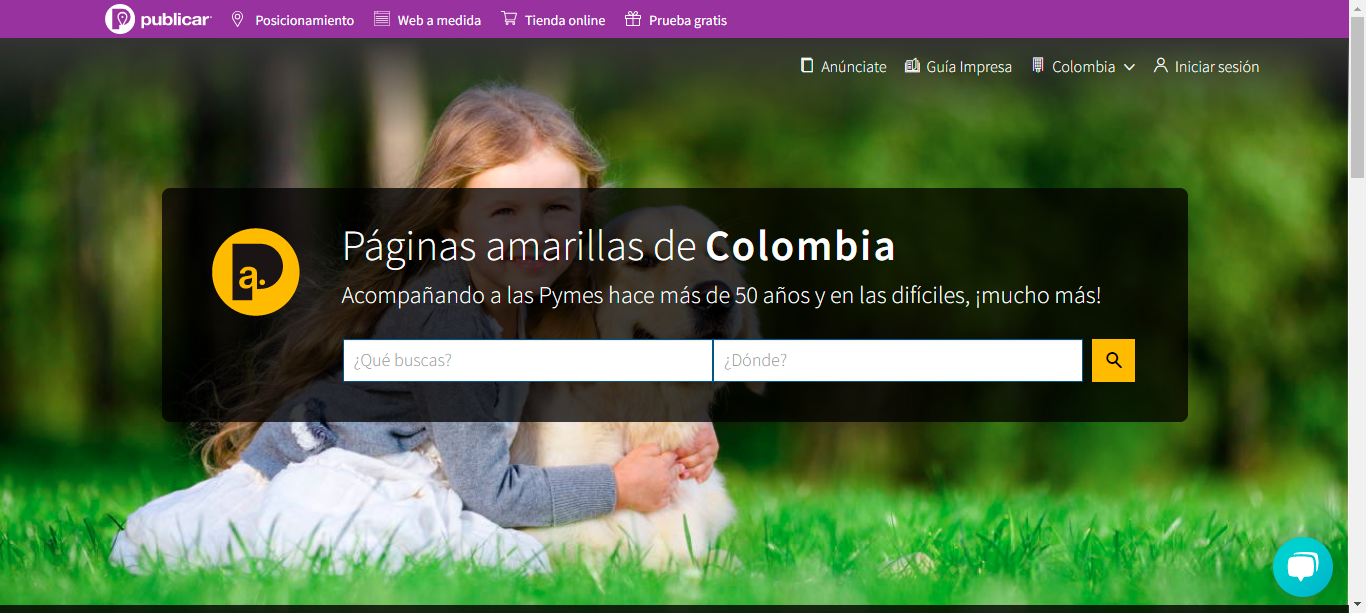 publicar
Posicionamiento
Web a medida
Tienda online
Prueba gratis
Anúnciate
Guía Impresa
Colombia
Iniciar sesión
Páginas amarillas de Colombia
a.
Acompañando a las Pymes hace más de 50 años y en las difíciles, ¡mucho más!
¿Qué buscas?
¿Dónde?